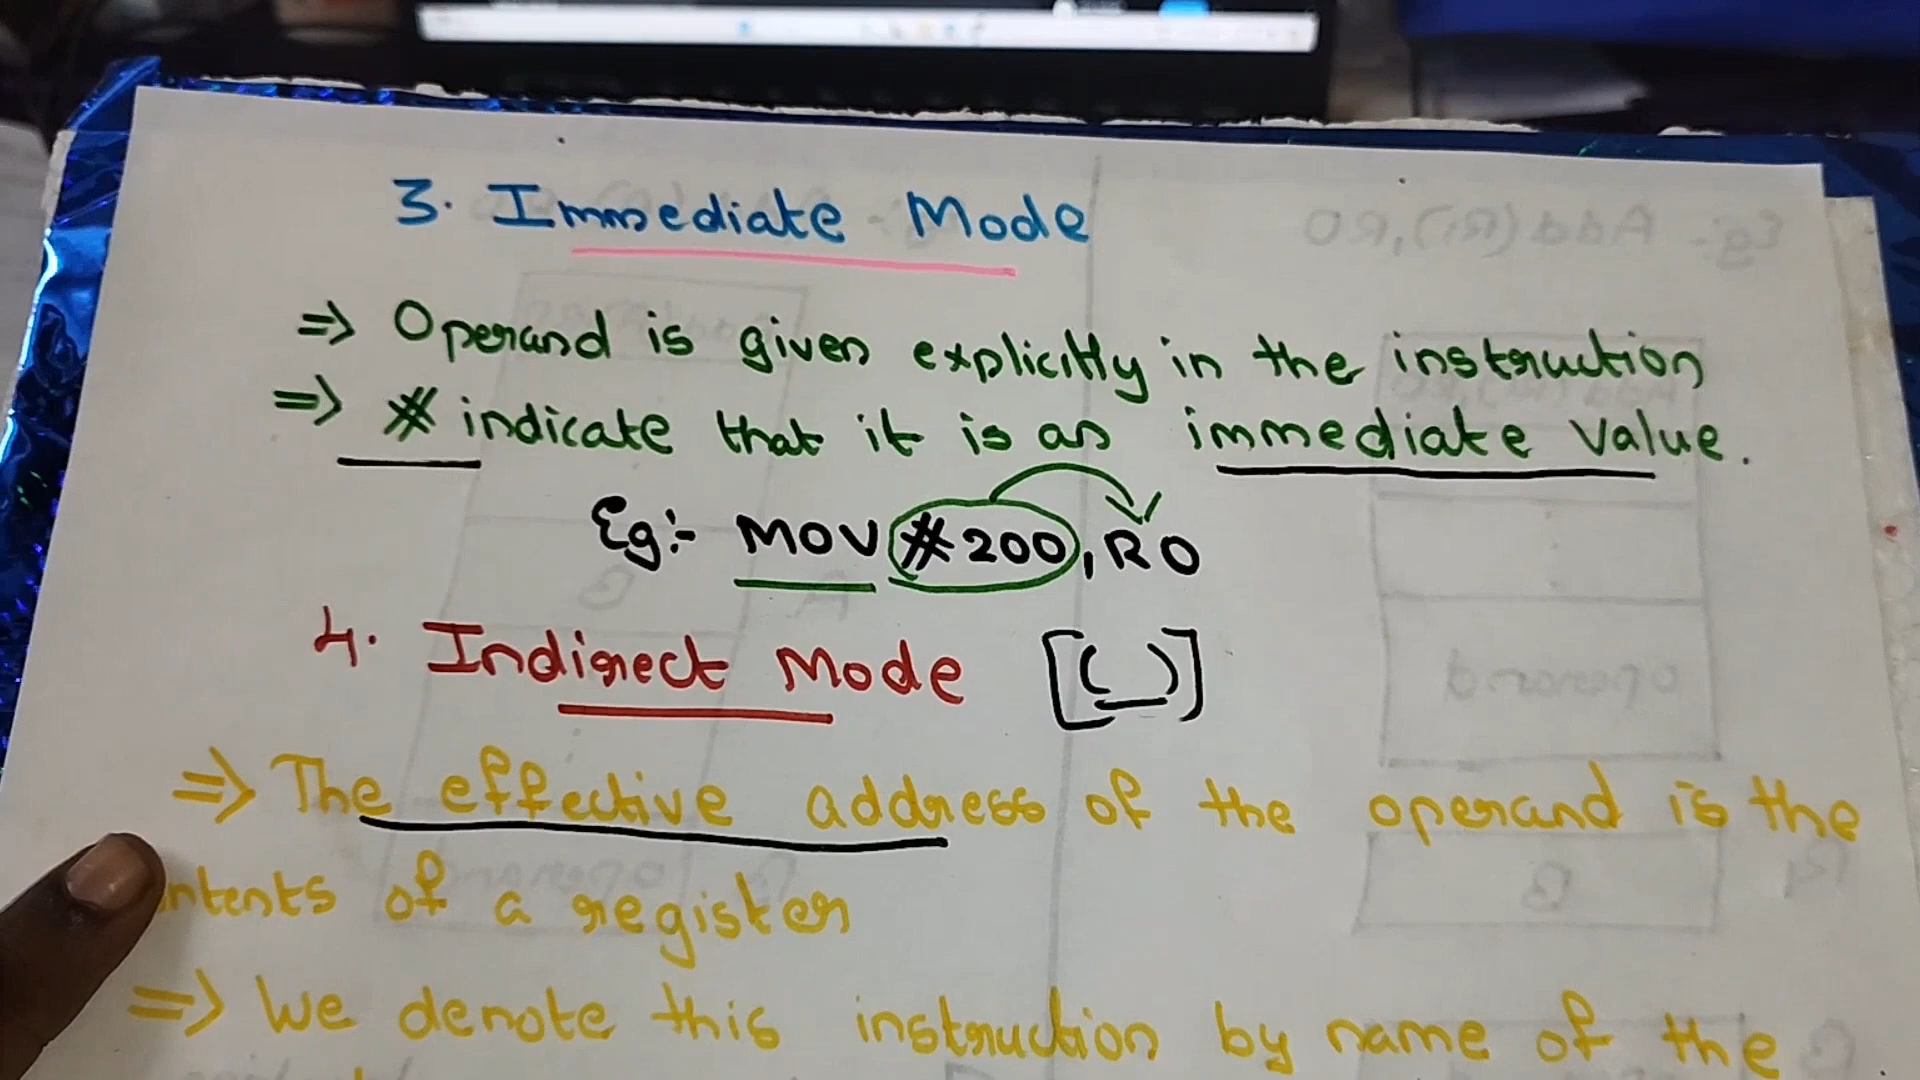 3. Immediate Mode
=> Operand is given explicitly in the instruction
=> # indicate that it is an immediate value.
Eg:- MOV #200, R0
4. Indirect Mode [( )]
=> The effective address of the operand is the
ntents of a register
=> We denote this instruction by name of the